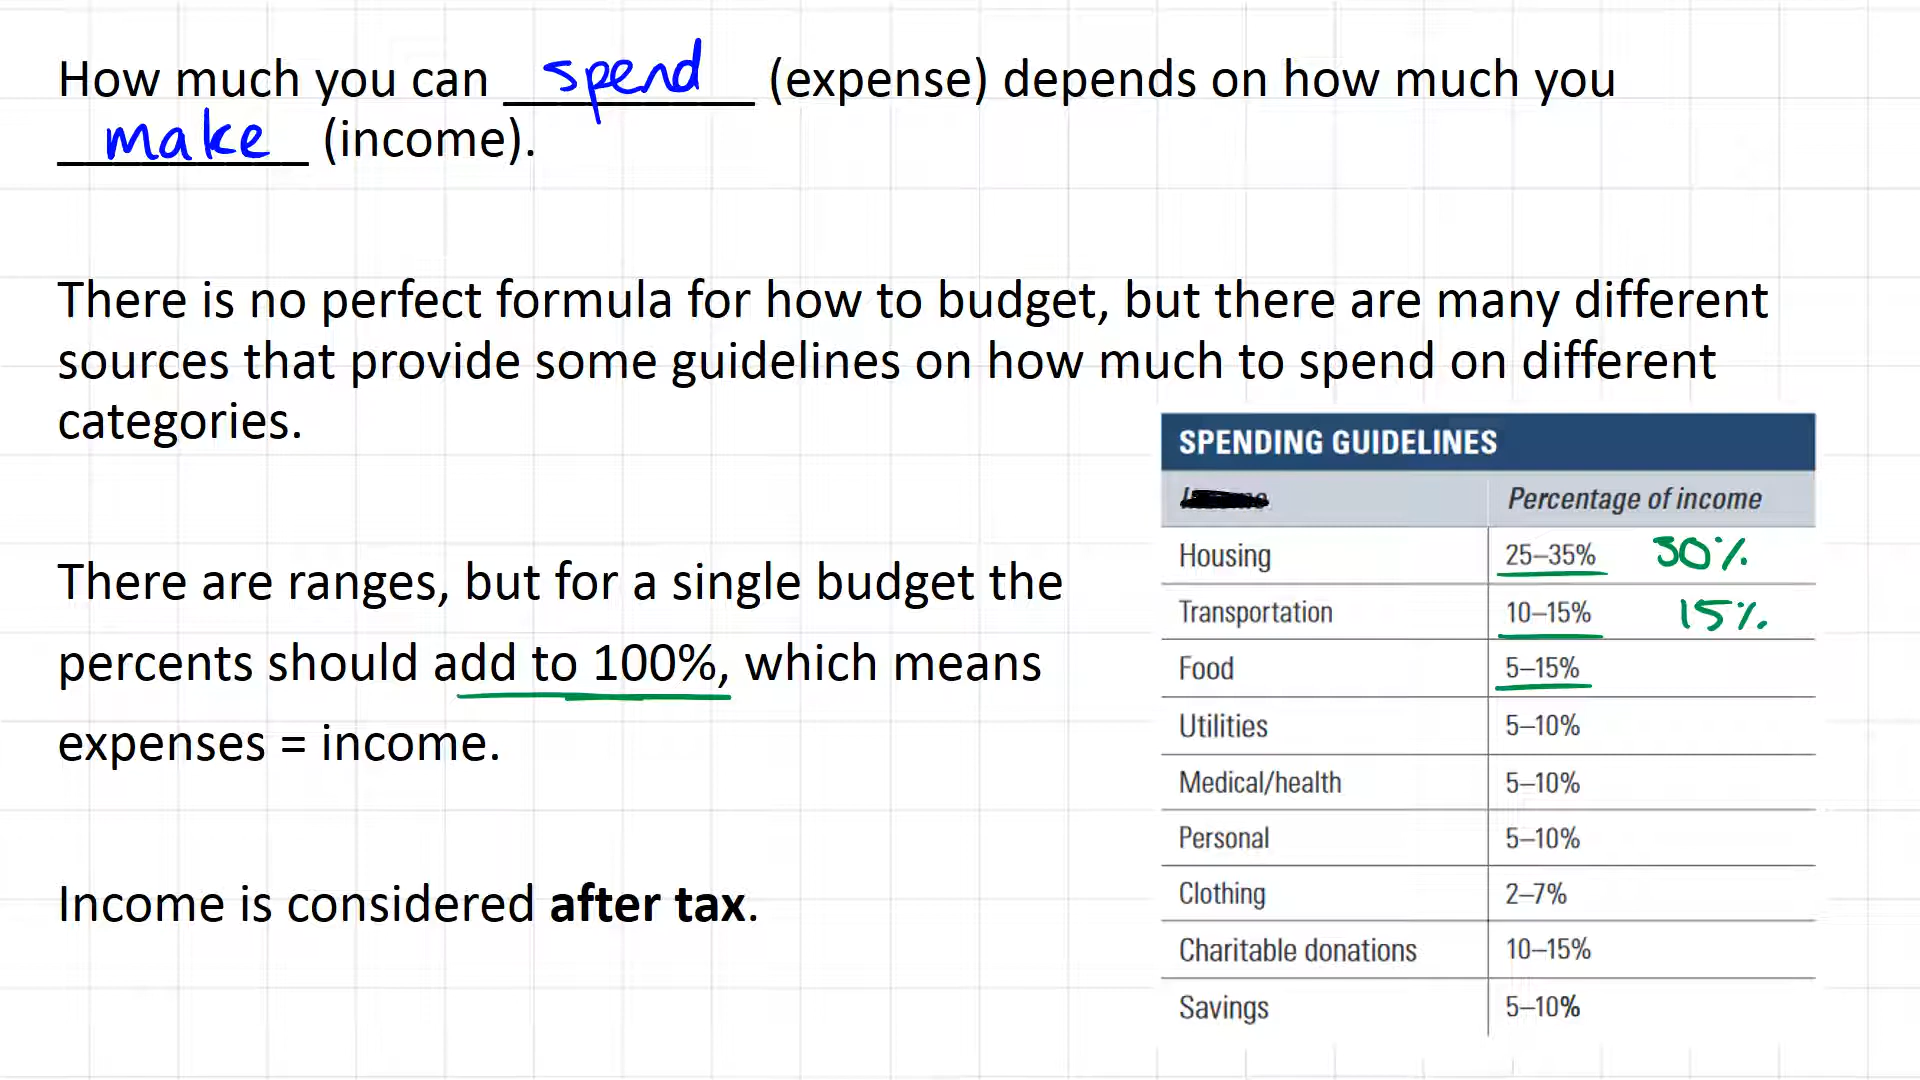 How much you can spend (expense) depends on how much you
make (income).
There is no perfect formula for how to budget, but there are many different
sources that provide some guidelines on how much to spend on different
categories.
There are ranges, but for a single budget the
percents should add to 100%, which means
expenses = income.
Income is considered after tax.
SPENDING GUIDELINES
Percentage of income
Housing 25–35% 30%
Transportation 10–15% 15%
Food 5–15%
Utilities 5–10%
Medical/health 5–10%
Personal 5–10%
Clothing 2–7%
Charitable donations 10–15%
Savings 5–10%